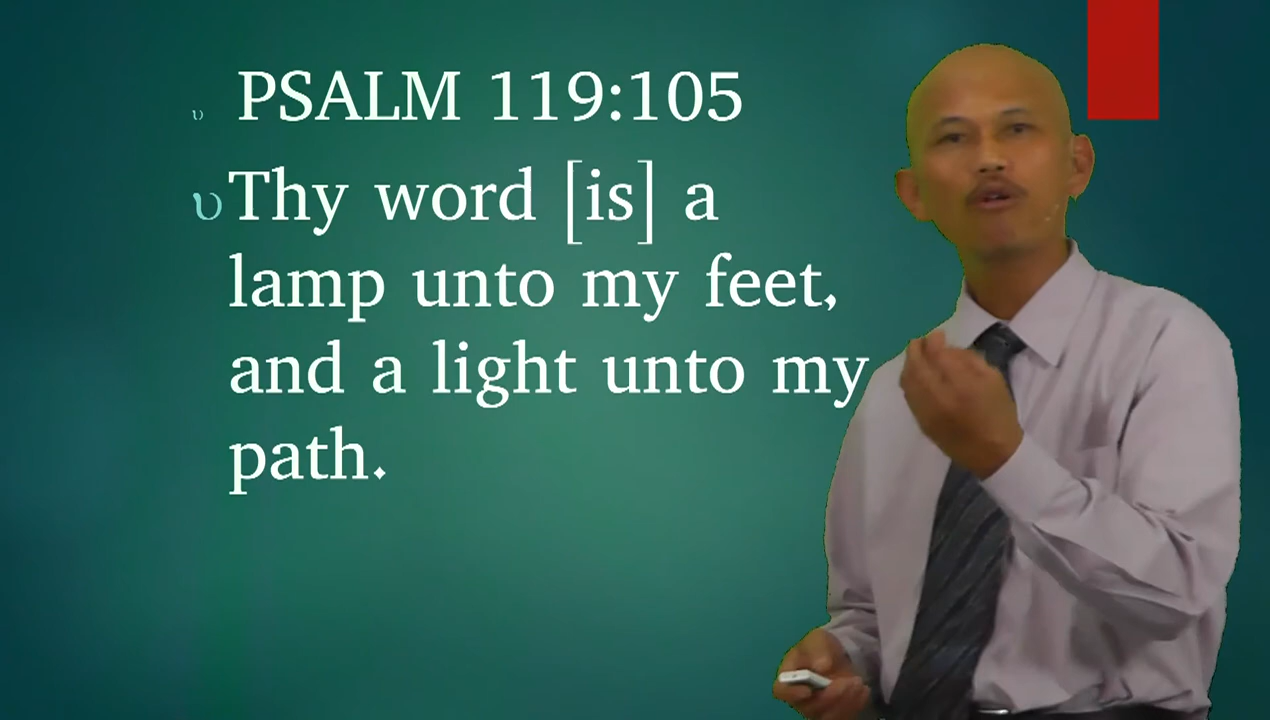 υ PSALM 119:105
υ Thy word [is] a
lamp unto my feet,
and a light unto my
path.